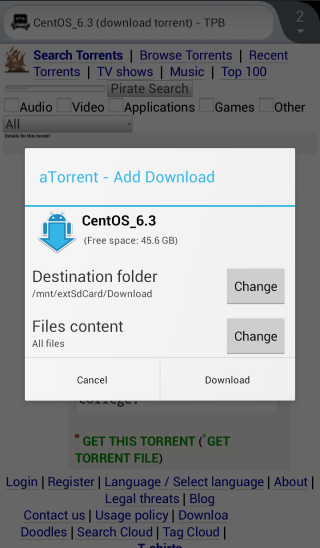 CentOS_6.3 (download torrent) - TPB
2
Search Torrents | Browse Torrents | Recent
Torrents | TV shows | Music | Top 100
Pirate Search
Audio Video Applications Games Other
All
Details for this torrent
aTorrent - Add Download
CentOS_6.3
(Free space: 45.6 GB)
Destination folder
/mnt/extSdCard/Download
Change
Files content
All files
Change
Cancel
Download
college.
GET THIS TORRENT (GET
TORRENT FILE)
Login | Register | Language / Select language | About |
Legal threats | Blog
Contact us | Usage policy | Downloa
Doodles | Search Cloud | Tag Cloud |
T-shirts